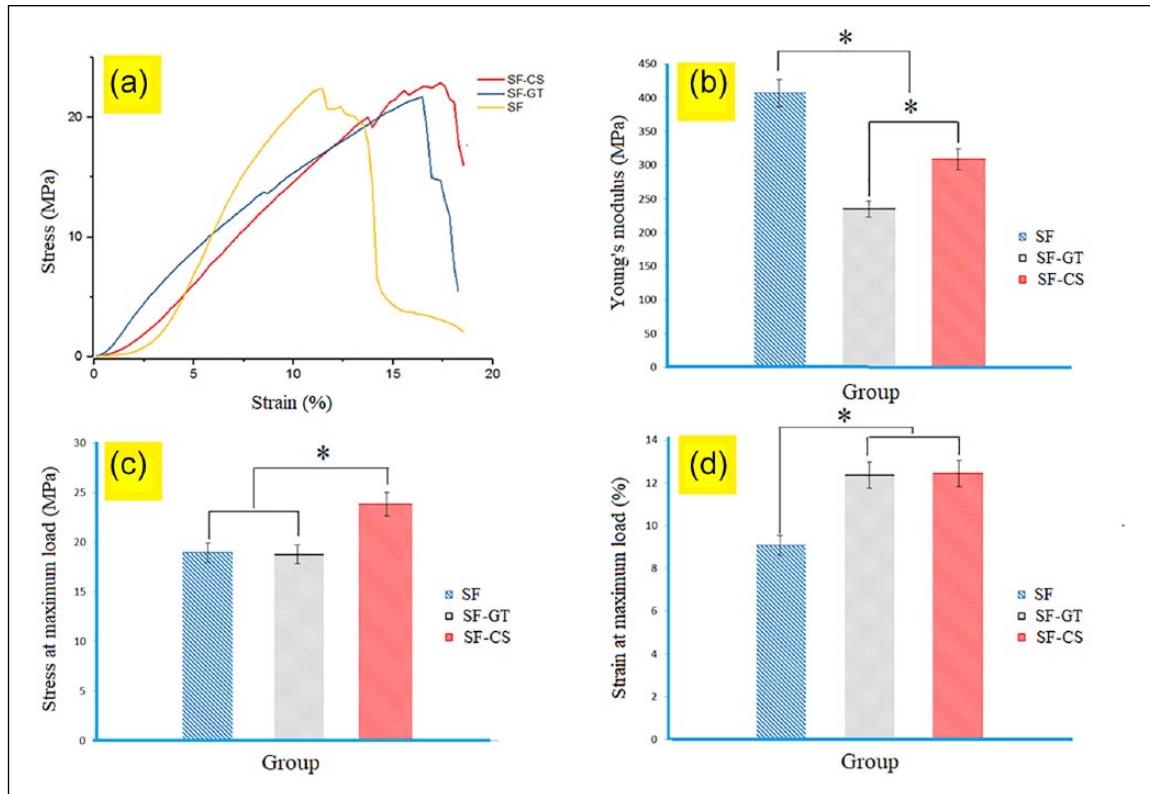 (a)
SF-CS
SF-GT
SF
Stress (MPa)
20
10
0
0
5
10
15
20
Strain (%)
(b)
*
*
Young's modulus (MPa)
450
400
350
300
250
200
150
100
50
0
SF
SF-GT
SF-CS
Group
(c)
*
Stress at maximum load (MPa)
30
25
20
15
10
5
0
SF
SF-GT
SF-CS
Group
(d)
*
Strain at maximum load (%)
14
12
10
8
6
4
2
0
SF
SF-GT
SF-CS
Group